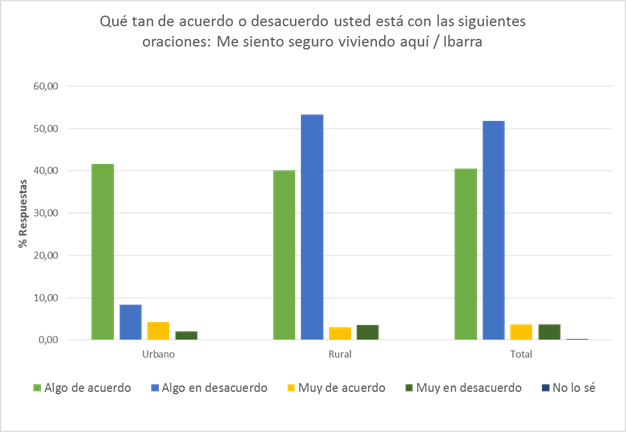 Qué tan de acuerdo o desacuerdo usted está con las siguientes
oraciones: Me siento seguro viviendo aquí / Ibarra
60,00
50,00
40,00
30,00
20,00
10,00
0,00
% Respuestas
Urbano Rural Total
Algo de acuerdo Algo en desacuerdo Muy de acuerdo Muy en desacuerdo No lo sé